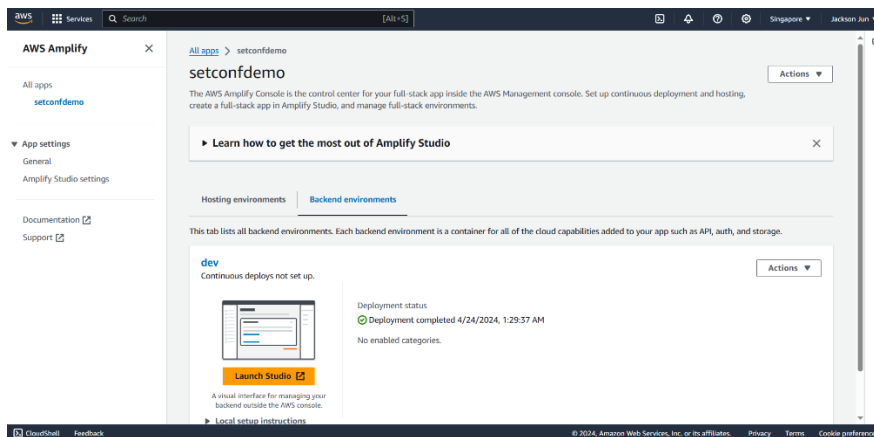 aws Services Search [Alt+S] Singapore ▼ Jackson Jun
AWS Amplify
All apps
setconfdemo
▼ App settings
General
Amplify Studio settings
Documentation
Support
All apps > setconfdemo
setconfdemo
Actions ▼
The AWS Amplify Console is the control center for your full-stack app inside the AWS Management console. Set up continuous deployment and hosting,
create a full-stack app in Amplify Studio, and manage full-stack environments.
▶ Learn how to get the most out of Amplify Studio
Hosting environments Backend environments
This tab lists all backend environments. Each backend environment is a container for all of the cloud capabilities added to your app such as API, auth, and storage.
dev
Continuous deploys not set up.
Actions ▼
Launch Studio
A visual interface for managing your
backend outside the AWS console.
▶ Local setup instructions
Deployment status
Deployment completed 4/24/2024, 1:29:37 AM
No enabled categories.
CloudShell Feedback © 2024, Amazon Web Services, Inc. or its affiliates. Privacy Terms Cookie preference